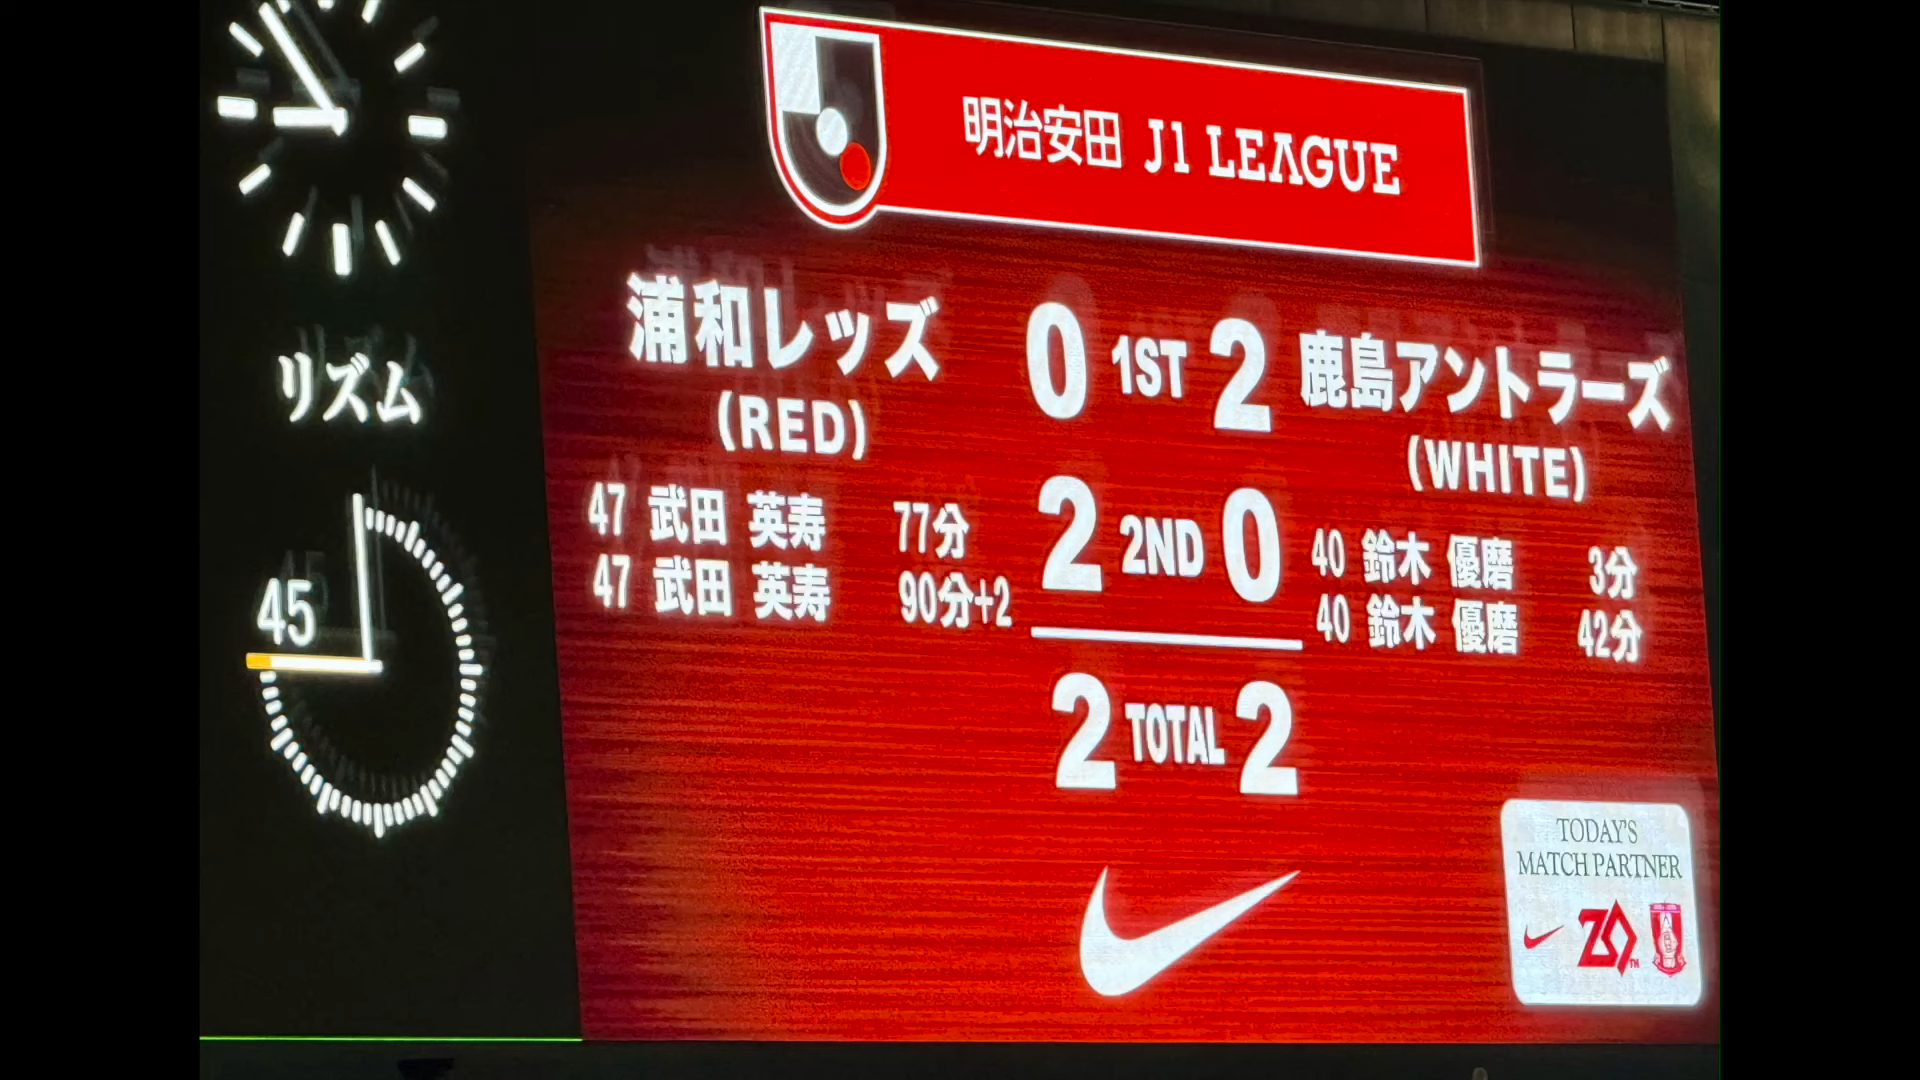 明治安田 J1 LEAGUE
リズム
45
浦和レッズ 0 1ST 2 鹿島アントラーズ
(RED) (WHITE)
47 武田 英寿 77分 2 2ND 0 40 鈴木 優磨 3分
47 武田 英寿 90分+2 40 鈴木 優磨 42分
2 TOTAL 2
TODAY'S
MATCH PARTNER